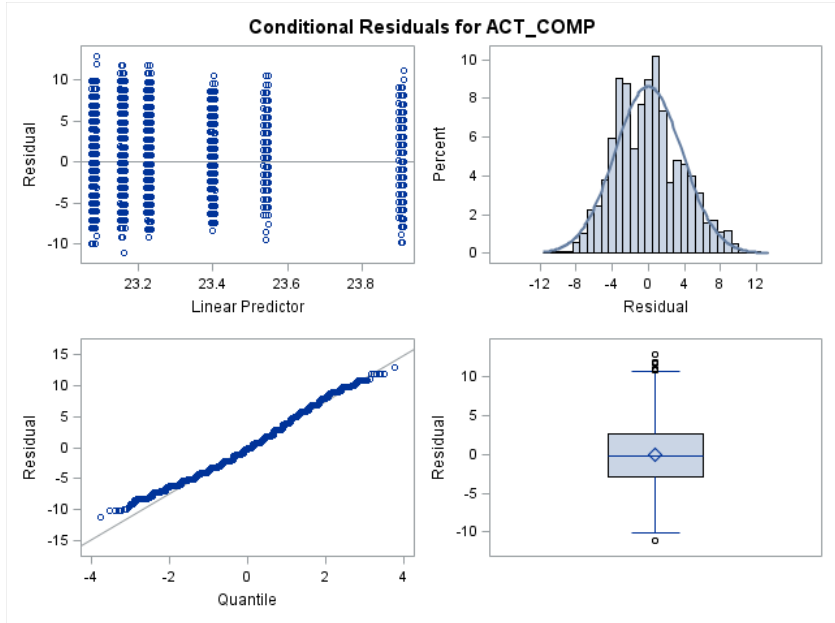 Conditional Residuals for ACT_COMP
10
5
0
-5
-10
Residual
23.2 23.4 23.6 23.8
Linear Predictor
10
8
6
4
2
0
Percent
-12 -8 -4 0 4 8 12
Residual
15
10
5
0
-5
-10
-15
Residual
-4 -2 0 2 4
Quantile
10
5
0
-5
-10
Residual